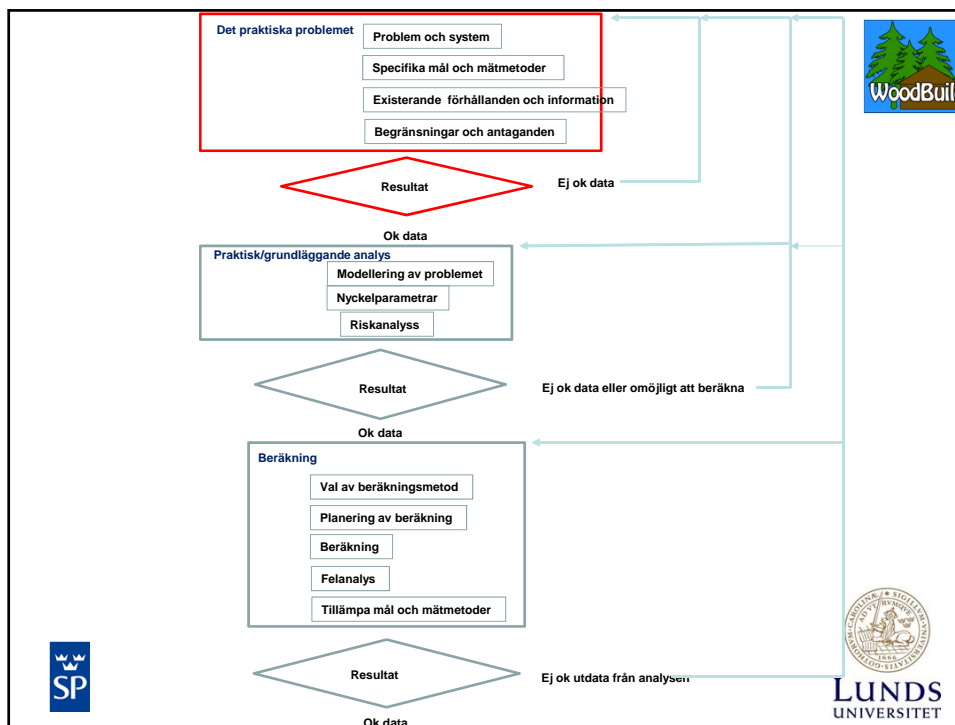 Det praktiska problemet
Problem och system
Specifika mål och mätmetoder
Existerande förhållanden och information
Begränsningar och antaganden
WoodBuil
Resultat
Ej ok data
Ok data
Praktisk/grundläggande analys
Modellering av problemet
Nyckelparametrar
Riskanalyss
Resultat
Ej ok data eller omöjligt att beräkna
Ok data
Beräkning
Val av beräkningsmetod
Planering av beräkning
Beräkning
Felanalys
Tillämpa mål och mätmetoder
Resultat
Ej ok utdata från analysen
Ok data
SP
1666
LUNDS
UNIVERSITET